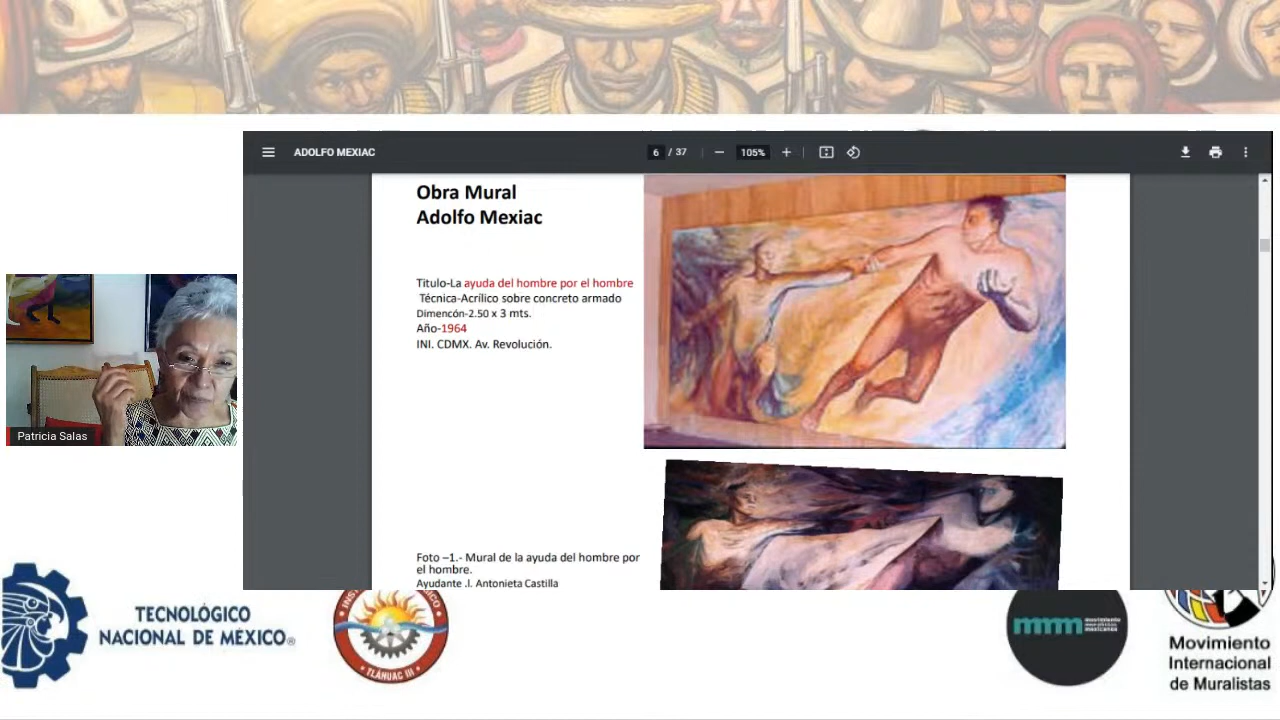 ADOLFO MEXIAC
6 / 37
105%
Obra Mural
Adolfo Mexiac
Titulo-La ayuda del hombre por el hombre
Técnica-Acrílico sobre concreto armado
Dimencón-2.50 x 3 mts.
Año-1964
INI. CDMX. Av. Revolución.
Patricia Salas
Foto –1.- Mural de la ayuda del hombre por
el hombre.
Ayudante .l. Antonieta Castilla
TECNOLÓGICO
NACIONAL DE MÉXICO®
TLÁHUAC III
mmm
Movimiento
Internacional
de Muralistas